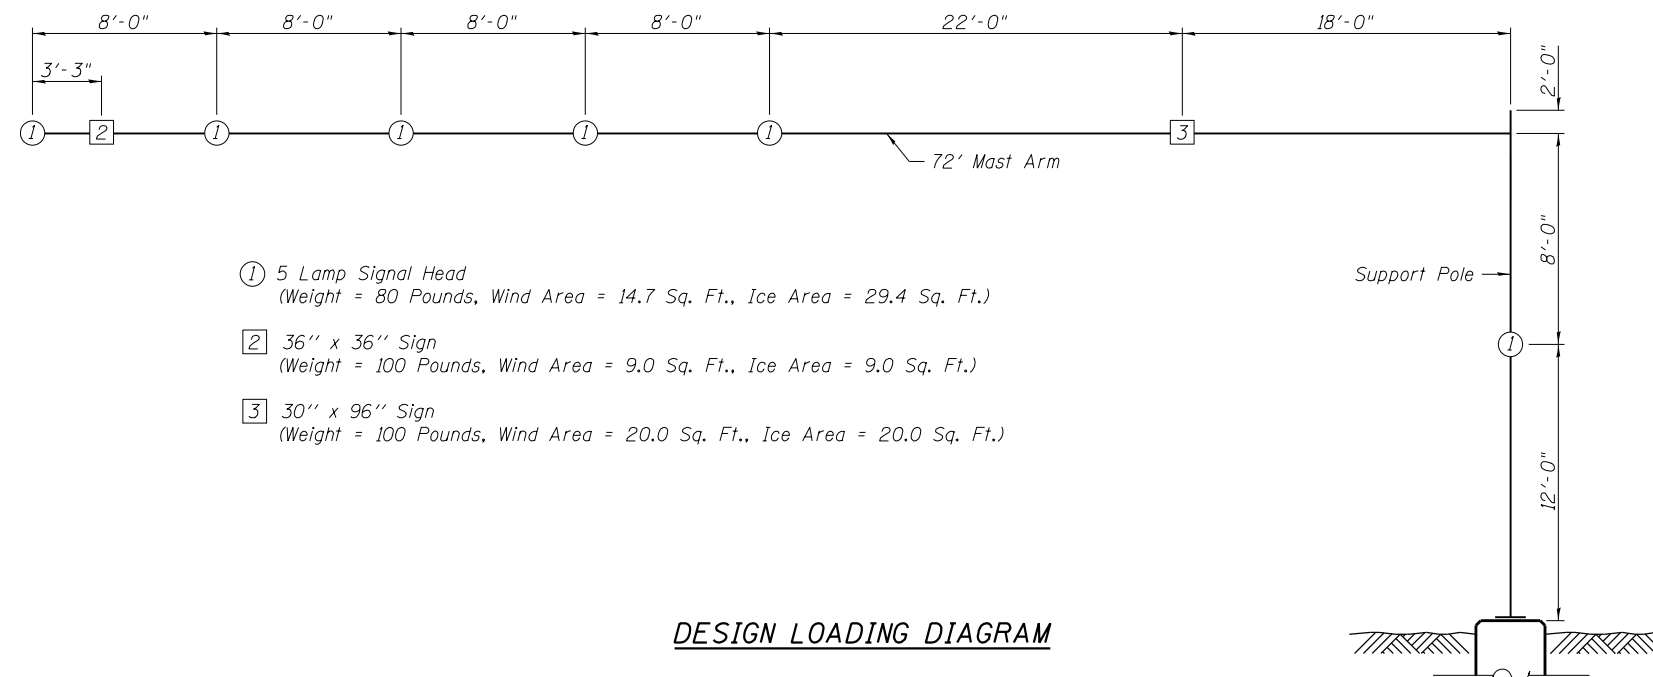 8'-0" 8'-0" 8'-0" 8'-0" 22'-0" 18'-0"
3'-3"
2'-0"
1 2 1 1 1 1 3
72' Mast Arm
8'-0"
1 5 Lamp Signal Head
(Weight = 80 Pounds, Wind Area = 14.7 Sq. Ft., Ice Area = 29.4 Sq. Ft.)
Support Pole
2 36'' x 36'' Sign
(Weight = 100 Pounds, Wind Area = 9.0 Sq. Ft., Ice Area = 9.0 Sq. Ft.)
1
3 30'' x 96'' Sign
(Weight = 100 Pounds, Wind Area = 20.0 Sq. Ft., Ice Area = 20.0 Sq. Ft.)
12'-0"
DESIGN LOADING DIAGRAM